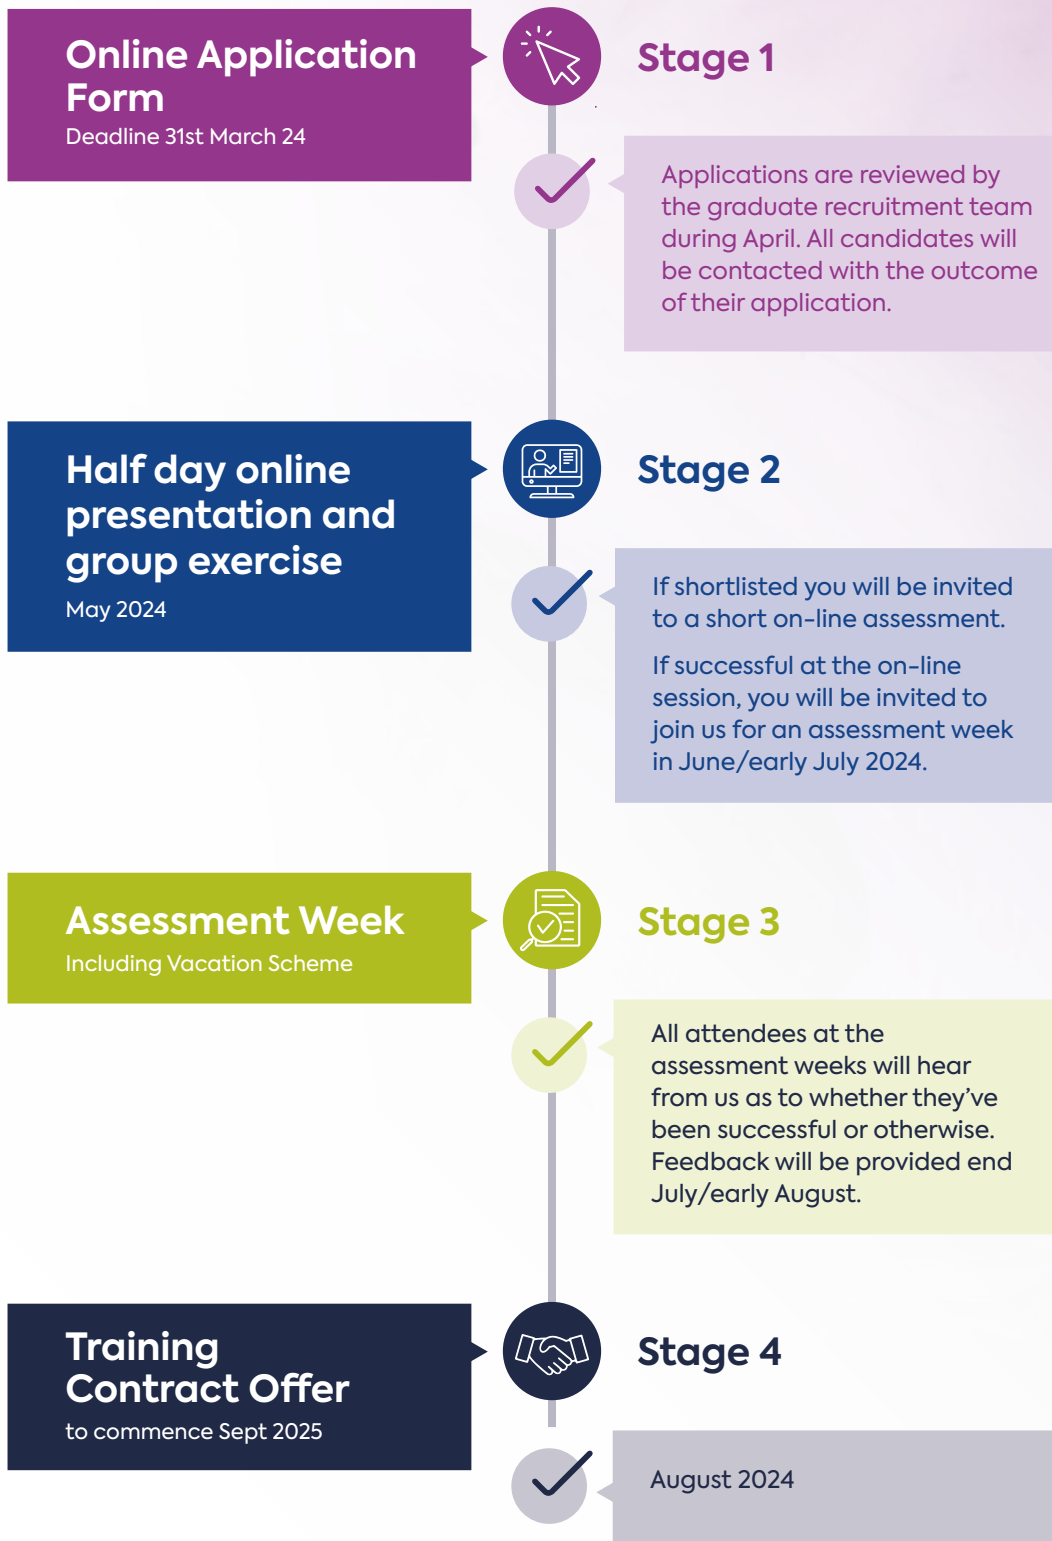 Online Application
Form
Deadline 31st March 24
Stage 1
Applications are reviewed by
the graduate recruitment team
during April. All candidates will
be contacted with the outcome
of their application.
Half day online
presentation and
group exercise
May 2024
Stage 2
If shortlisted you will be invited
to a short on-line assessment.
If successful at the on-line
session, you will be invited to
join us for an assessment week
in June/early July 2024.
Assessment Week
Including Vacation Scheme
Stage 3
All attendees at the
assessment weeks will hear
from us as to whether they’ve
been successful or otherwise.
Feedback will be provided end
July/early August.
Training
Contract Offer
to commence Sept 2025
Stage 4
August 2024